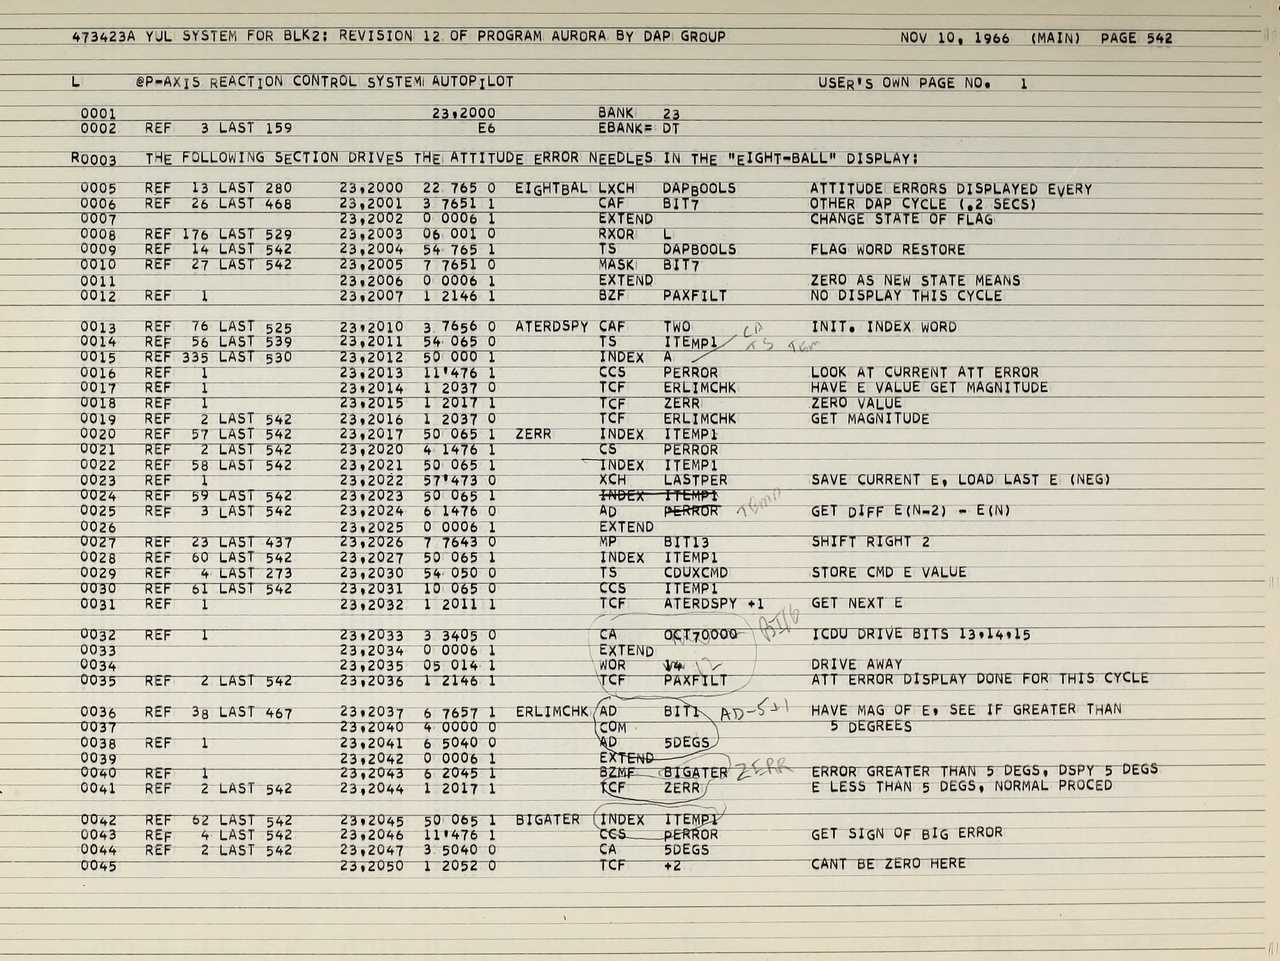 473423A YUL SYSTEM FOR BLK2: REVISION 12 OF PROGRAM AURORA BY DAP GROUP NOV 10, 1966 (MAIN) PAGE 542
L @P-AXIS REACTION CONTROL SYSTEM AUTOPILOT USER'S OWN PAGE NO. 1
0001 23,2000 BANK 23
0002 REF 3 LAST 159 E6 EBANK= DT
R0003 THE FOLLOWING SECTION DRIVES THE ATTITUDE ERROR NEEDLES IN THE "EIGHT-BALL" DISPLAY:
0005 REF 13 LAST 280 23,2000 22 765 0 EIGHTBAL LXCH DAPBOOLS ATTITUDE ERRORS DISPLAYED EVERY
0006 REF 26 LAST 468 23,2001 3 7651 1 CAF BIT7 OTHER DAP CYCLE (.2 SECS)
0007 23,2002 0 0006 1 EXTEND CHANGE STATE OF FLAG
0008 REF 176 LAST 529 23,2003 06 001 0 RXOR L
0009 REF 14 LAST 542 23,2004 54 765 1 TS DAPBOOLS FLAG WORD RESTORE
0010 REF 27 LAST 542 23,2005 7 7651 0 MASK BIT7
0011 23,2006 0 0006 1 EXTEND ZERO AS NEW STATE MEANS
0012 REF 1 23,2007 1 2146 1 BZF PAXFILT NO DISPLAY THIS CYCLE
0013 REF 76 LAST 525 23,2010 3 7656 0 ATERDSPY CAF TWO INIT. INDEX WORD
0014 REF 56 LAST 539 23,2011 54 065 0 TS ITEMP1
0015 REF 335 LAST 530 23,2012 50 000 1 INDEX A TS TEM
0016 REF 1 23,2013 11'476 1 CCS PERROR LOOK AT CURRENT ATT ERROR
0017 REF 1 23,2014 1 2037 0 TCF ERLIMCHK HAVE E VALUE GET MAGNITUDE
0018 REF 1 23,2015 1 2017 1 TCF ZERR ZERO VALUE
0019 REF 2 LAST 542 23,2016 1 2037 0 TCF ERLIMCHK GET MAGNITUDE
0020 REF 57 LAST 542 23,2017 50 065 1 ZERR INDEX ITEMP1
0021 REF 2 LAST 542 23,2020 4 1476 1 CS PERROR
0022 REF 58 LAST 542 23,2021 50 065 1 INDEX ITEMP1
0023 REF 1 23,2022 57'473 0 XCH LASTPER SAVE CURRENT E, LOAD LAST E (NEG)
0024 REF 59 LAST 542 23,2023 50 065 1 INDEX ITEMP1
0025 REF 3 LAST 542 23,2024 6 1476 0 AD PERROR TEMP GET DIFF E(N-2) - E(N)
0026 23,2025 0 0006 1 EXTEND
0027 REF 23 LAST 437 23,2026 7 7643 0 MP BIT13 SHIFT RIGHT 2
0028 REF 60 LAST 542 23,2027 50 065 1 INDEX ITEMP1
0029 REF 4 LAST 273 23,2030 54 050 0 TS CDUXCMD STORE CMD E VALUE
0030 REF 61 LAST 542 23,2031 10 065 0 CCS ITEMP1
0031 REF 1 23,2032 1 2011 1 TCF ATERDSPY +1 GET NEXT E
0032 REF 1 23,2033 3 3405 0 CA OCT70000 BIT6 ICDU DRIVE BITS 13,14,15
0033 23,2034 0 0006 1 EXTEND
0034 23,2035 05 014 1 WOR 14 12 DRIVE AWAY
0035 REF 2 LAST 542 23,2036 1 2146 1 TCF PAXFILT ATT ERROR DISPLAY DONE FOR THIS CYCLE
0036 REF 38 LAST 467 23,2037 6 7657 1 ERLIMCHK AD BIT1 AD-5+1 HAVE MAG OF E, SEE IF GREATER THAN
0037 23,2040 4 0000 0 COM 5 DEGREES
0038 REF 1 23,2041 6 5040 0 AD 5DEGS
0039 23,2042 0 0006 1 EXTEND
0040 REF 1 23,2043 6 2045 1 BZMF BIGATER ZERR ERROR GREATER THAN 5 DEGS, DSPY 5 DEGS
0041 REF 2 LAST 542 23,2044 1 2017 1 TCF ZERR E LESS THAN 5 DEGS, NORMAL PROCED
0042 REF 62 LAST 542 23,2045 50 065 1 BIGATER INDEX ITEMP1
0043 REF 4 LAST 542 23,2046 11'476 1 CCS PERROR GET SIGN OF BIG ERROR
0044 REF 2 LAST 542 23,2047 3 5040 0 CA 5DEGS
0045 23,2050 1 2052 0 TCF +2 CANT BE ZERO HERE